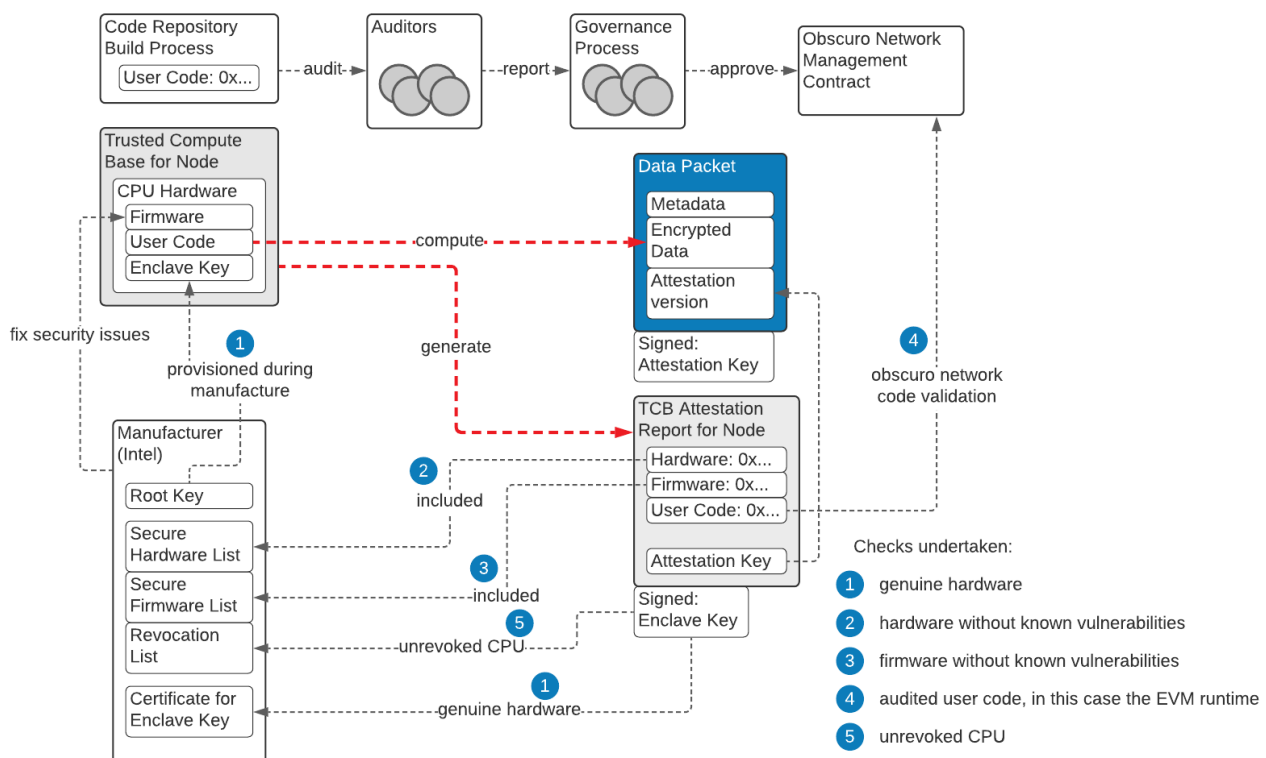 Code Repository
Build Process
User Code: 0x...
audit
Auditors
report
Governance
Process
approve
Obscuro Network
Management
Contract
Trusted Compute
Base for Node
CPU Hardware
Firmware
User Code
Enclave Key
compute
generate
Data Packet
Metadata
Encrypted
Data
Attestation
version
Signed:
Attestation Key
fix security issues
1
provisioned during
manufacture
4
obscuro network
code validation
Manufacturer
(Intel)
Root Key
Secure
Hardware List
Secure
Firmware List
Revocation
List
Certificate for
Enclave Key
2
included
3
included
5
unrevoked CPU
1
genuine hardware
TCB Attestation
Report for Node
Hardware: 0x...
Firmware: 0x...
User Code: 0x...
Attestation Key
Signed:
Enclave Key
Checks undertaken:
1 genuine hardware
2 hardware without known vulnerabilities
3 firmware without known vulnerabilities
4 audited user code, in this case the EVM runtime
5 unrevoked CPU